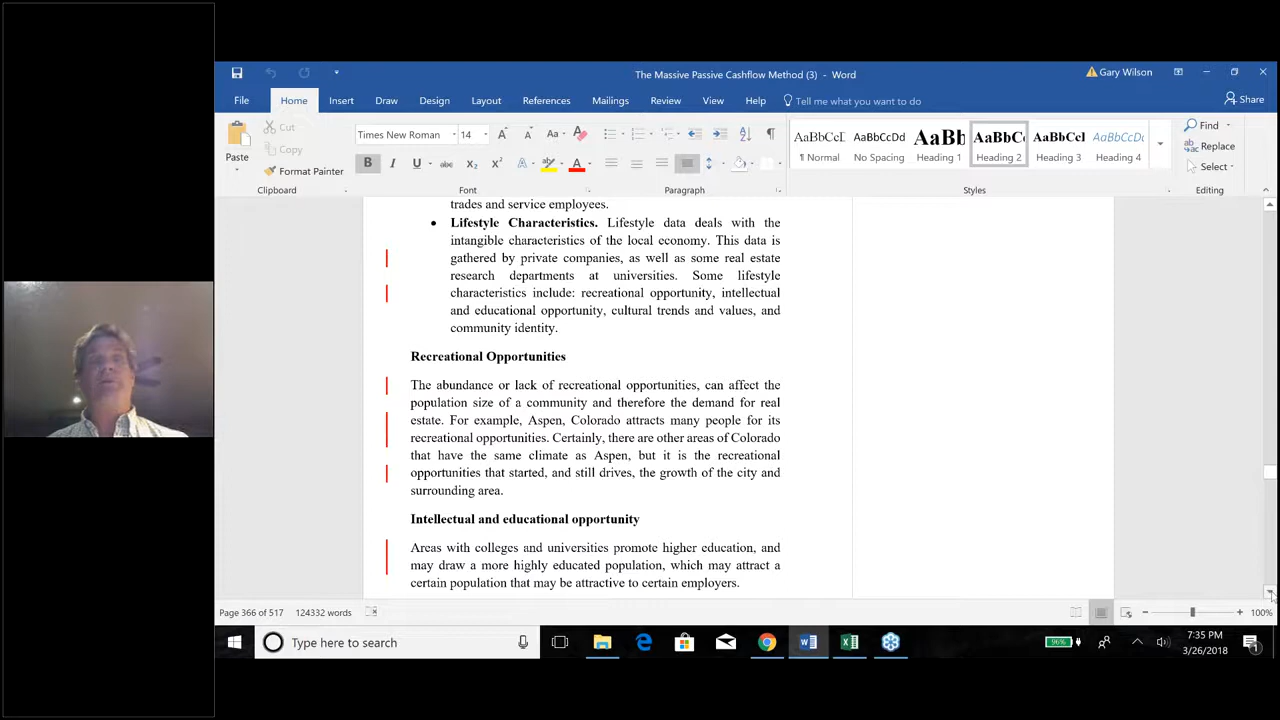 The Massive Passive Cashflow Method (3) - Word
Gary Wilson
File Home Insert Draw Design Layout References Mailings Review View Help Tell me what you want to do
Share
Paste
Cut
Copy
Format Painter
Clipboard
Times New Roman 14
Aa
B I U abc X₂ X² A A
Font
Paragraph
AaBbCcDc AaBbCcDd AaBb AaBbCc AaBbCcI AaBbCcDc
¶ Normal No Spacing Heading 1 Heading 2 Heading 3 Heading 4
Styles
Find
Replace
Select
Editing
trades and service employees.
● Lifestyle Characteristics. Lifestyle data deals with the
intangible characteristics of the local economy. This data is
gathered by private companies, as well as some real estate
research departments at universities. Some lifestyle
characteristics include: recreational opportunity, intellectual
and educational opportunity, cultural trends and values, and
community identity.
Recreational Opportunities
The abundance or lack of recreational opportunities, can affect the
population size of a community and therefore the demand for real
estate. For example, Aspen, Colorado attracts many people for its
recreational opportunities. Certainly, there are other areas of Colorado
that have the same climate as Aspen, but it is the recreational
opportunities that started, and still drives, the growth of the city and
surrounding area.
Intellectual and educational opportunity
Areas with colleges and universities promote higher education, and
may draw a more highly educated population, which may attract a
certain population that may be attractive to certain employers.
Page 366 of 517 124332 words
100%
Type here to search
96%
7:35 PM
3/26/2018
1